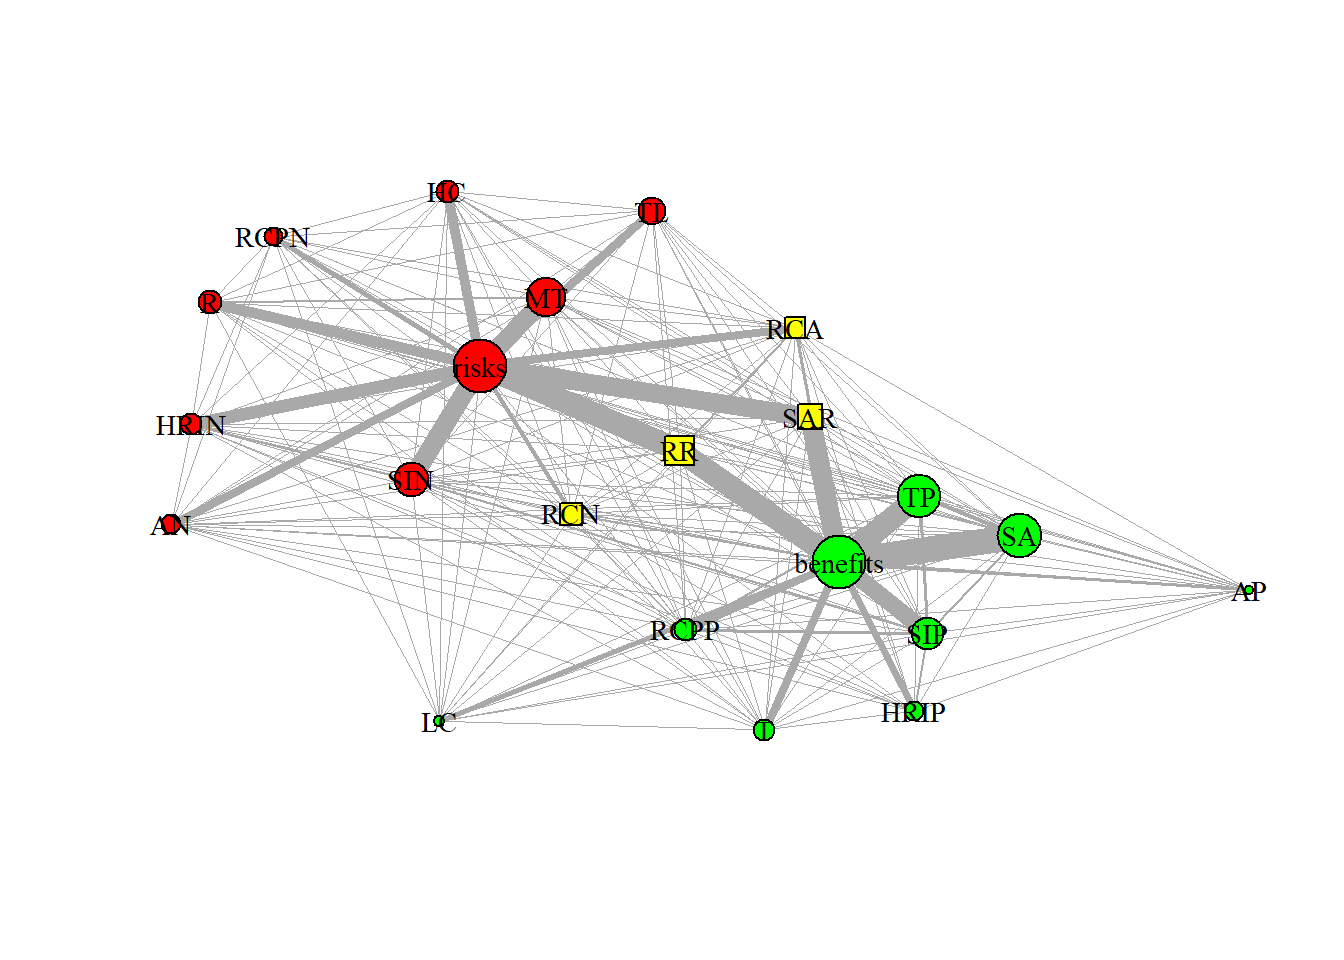 HC
TL
RCPN
R
MT
RCA
risks
SAR
HRIN
RR
SIN
TP
RCN
AN
SA
benefits
AP
RCPP
SIP
HRIP
LC
I